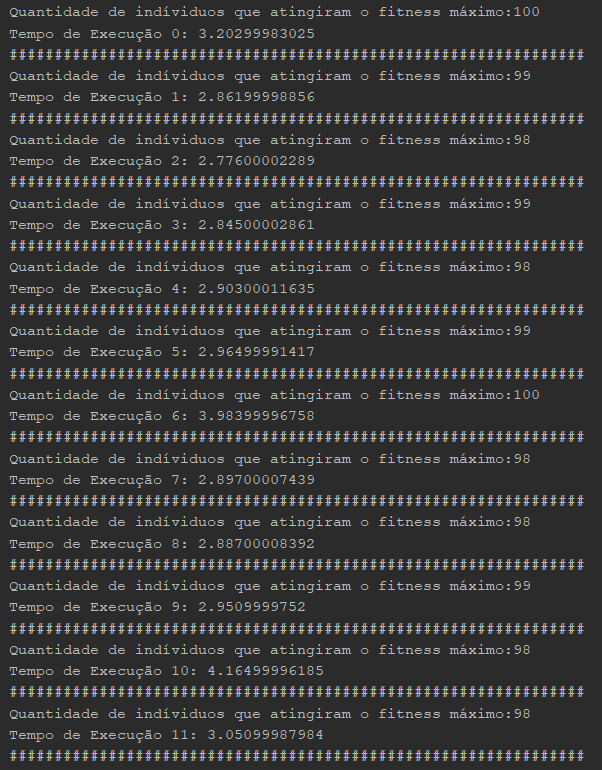 Quantidade de indíviduos que atingiram o fitness máximo:100
Tempo de Execução 0: 3.20299983025
################################################################
Quantidade de indíviduos que atingiram o fitness máximo:99
Tempo de Execução 1: 2.86199998856
################################################################
Quantidade de indíviduos que atingiram o fitness máximo:98
Tempo de Execução 2: 2.77600002289
################################################################
Quantidade de indíviduos que atingiram o fitness máximo:99
Tempo de Execução 3: 2.84500002861
################################################################
Quantidade de indíviduos que atingiram o fitness máximo:98
Tempo de Execução 4: 2.90300011635
################################################################
Quantidade de indíviduos que atingiram o fitness máximo:99
Tempo de Execução 5: 2.96499991417
################################################################
Quantidade de indíviduos que atingiram o fitness máximo:100
Tempo de Execução 6: 3.98399996758
################################################################
Quantidade de indíviduos que atingiram o fitness máximo:98
Tempo de Execução 7: 2.89700007439
################################################################
Quantidade de indíviduos que atingiram o fitness máximo:98
Tempo de Execução 8: 2.88700008392
################################################################
Quantidade de indíviduos que atingiram o fitness máximo:99
Tempo de Execução 9: 2.9509999752
################################################################
Quantidade de indíviduos que atingiram o fitness máximo:98
Tempo de Execução 10: 4.16499996185
################################################################
Quantidade de indíviduos que atingiram o fitness máximo:98
Tempo de Execução 11: 3.05099987984
################################################################